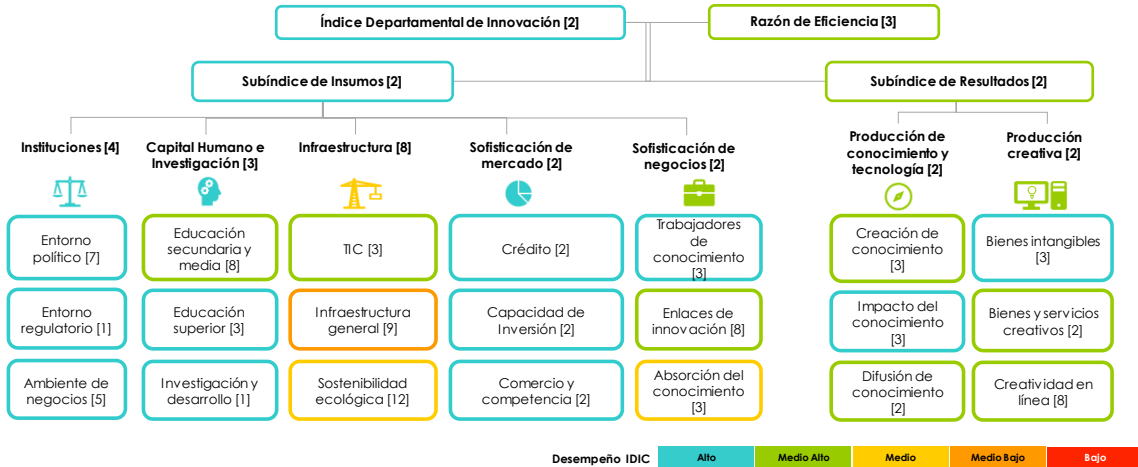 Índice Departamental de Innovación [2]
Razón de Eficiencia [3]
Subíndice de Insumos [2]
Subíndice de Resultados [2]
Instituciones [4]
Capital Humano e
Investigación [3]
Infraestructura [8]
Sofisticación de
mercado [2]
Sofisticación de
negocios [2]
Producción de
conocimiento y
tecnología [2]
Producción
creativa [2]
Entorno
político [7]
Educación
secundaria y
media [8]
TIC [3]
Crédito [2]
Trabajadores
de
conocimiento
[3]
Creación de
conocimiento
[3]
Bienes intangibles
[3]
Entorno
regulatorio [1]
Educación
superior [3]
Infraestructura
general [9]
Capacidad de
Inversión [2]
Enlaces de
innovación [8]
Impacto del
conocimiento
[3]
Bienes y servicios
creativos [2]
Ambiente de
negocios [5]
Investigación y
desarrollo [1]
Sostenibilidad
ecológica [12]
Comercio y
competencia [2]
Absorción del
conocimiento
[3]
Difusión de
conocimiento
[2]
Creatividad en
línea [8]
Desempeño IDIC
Alto
Medio Alto
Medio
Medio Bajo
Bajo